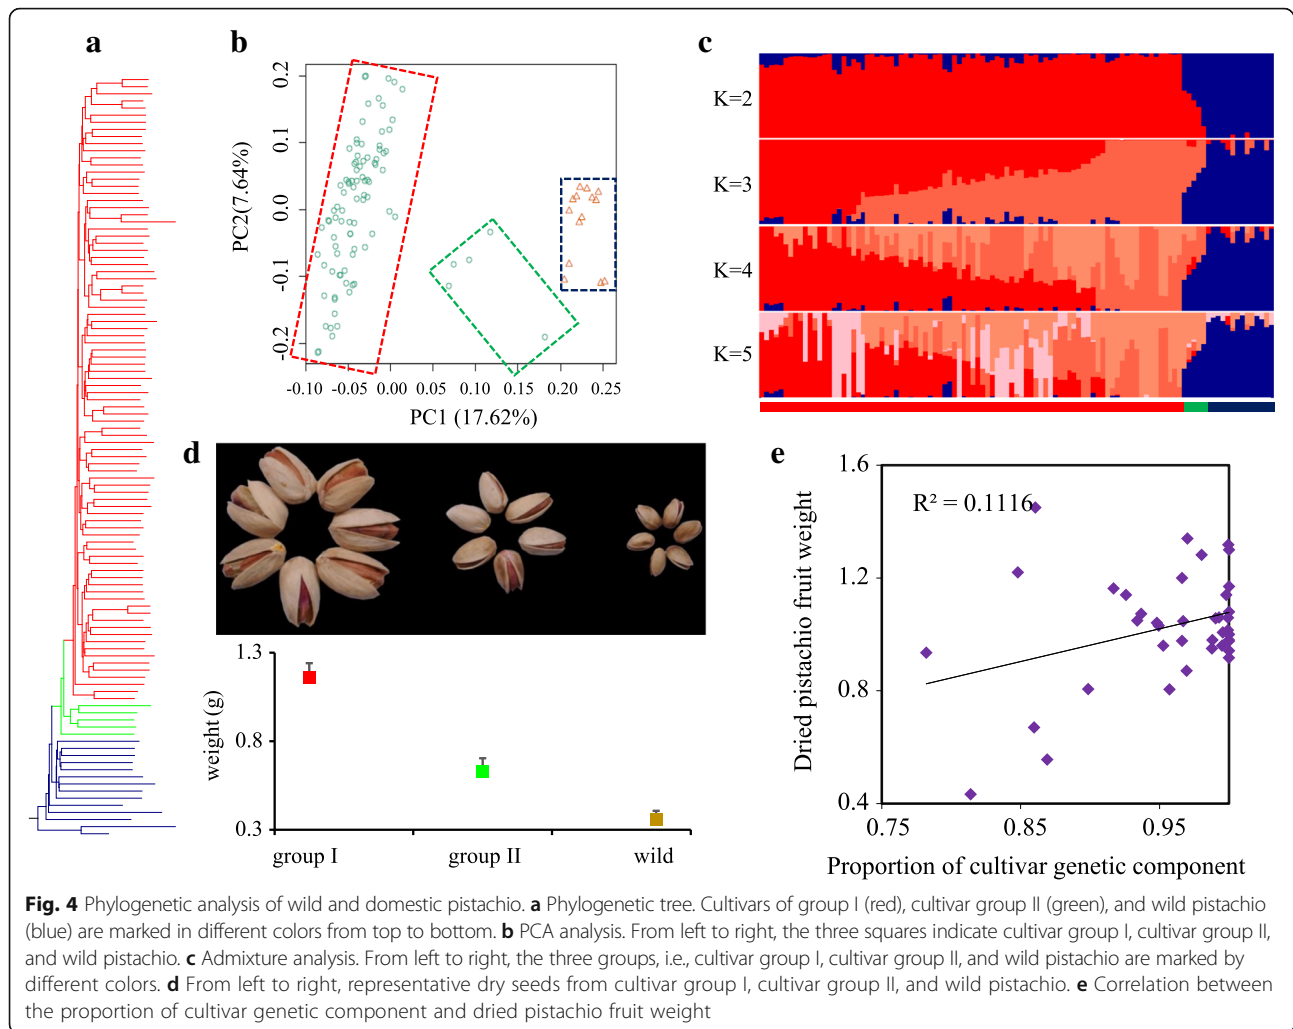 a
b
c
0.2
0.1
0.0
-0.1
-0.2
PC2(7.64%)
-0.10 -0.05 0.00 0.05 0.10 0.15 0.20 0.25
PC1 (17.62%)
K=2
K=3
K=4
K=5
d
1.3
0.8
0.3
weight (g)
group I group II wild
e
1.6
1.2
0.8
0.4
Dried pistachio fruit weight
R² = 0.1116
0.75 0.85 0.95
Proportion of cultivar genetic component
Fig. 4 Phylogenetic analysis of wild and domestic pistachio. a Phylogenetic tree. Cultivars of group I (red), cultivar group II (green), and wild pistachio
(blue) are marked in different colors from top to bottom. b PCA analysis. From left to right, the three squares indicate cultivar group I, cultivar group II,
and wild pistachio. c Admixture analysis. From left to right, the three groups, i.e., cultivar group I, cultivar group II, and wild pistachio are marked by
different colors. d From left to right, representative dry seeds from cultivar group I, cultivar group II, and wild pistachio. e Correlation between
the proportion of cultivar genetic component and dried pistachio fruit weight